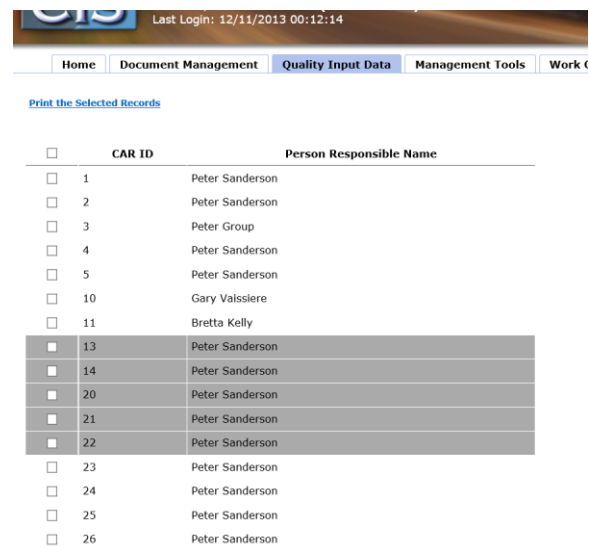 CIS
Last Login: 12/11/2013 00:12:14
Home Document Management Quality Input Data Management Tools Work
Print the Selected Records
CAR ID Person Responsible Name
1 Peter Sanderson
2 Peter Sanderson
3 Peter Group
4 Peter Sanderson
5 Peter Sanderson
10 Gary Vaissiere
11 Bretta Kelly
13 Peter Sanderson
14 Peter Sanderson
20 Peter Sanderson
21 Peter Sanderson
22 Peter Sanderson
23 Peter Sanderson
24 Peter Sanderson
25 Peter Sanderson
26 Peter Sanderson